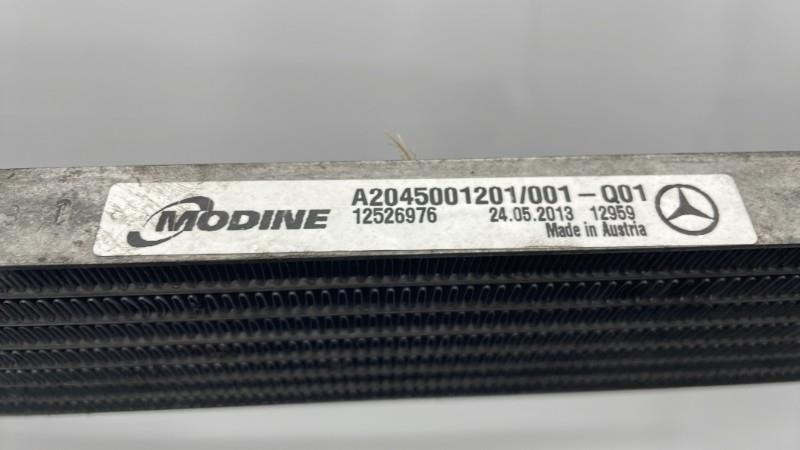 MODINE
A2045001201/001-Q01
12526976 24.05.2013 12959
Made in Austria